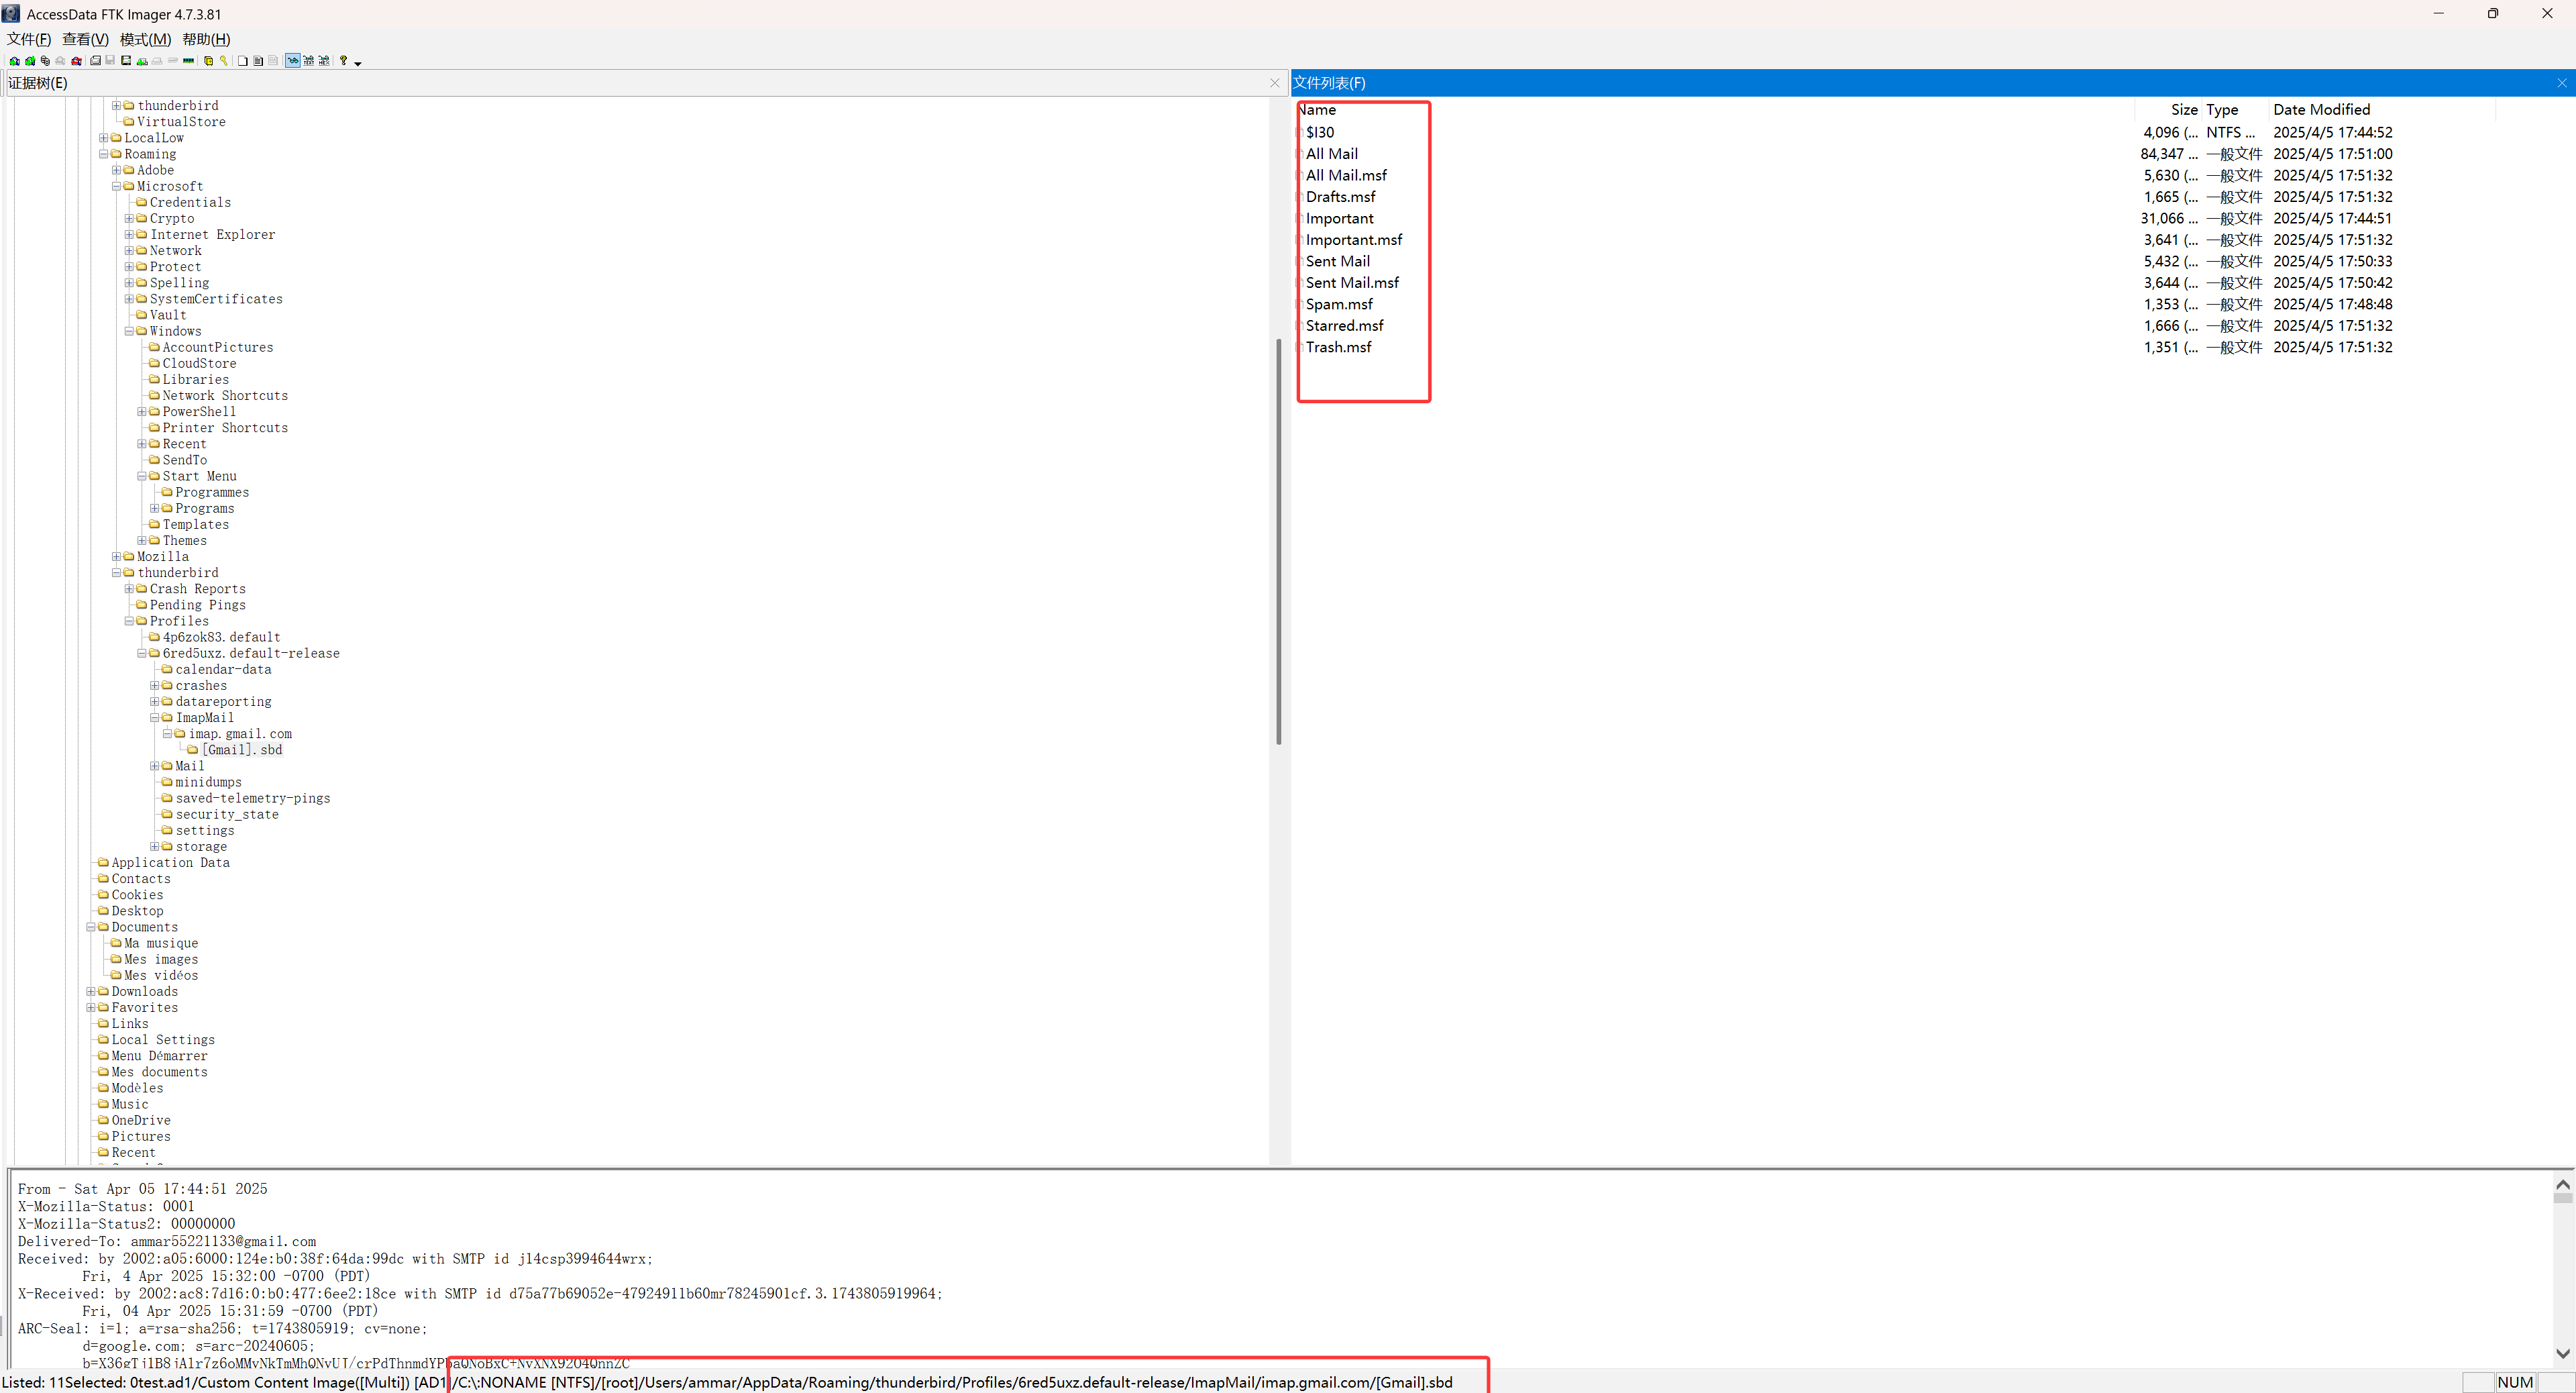 AccessData FTK Imager 4.7.3.81
文件(F) 查看(V) 模式(M) 帮助(H)
证据树(E)
thunderbird
VirtualStore
LocalLow
Roaming
Adobe
Microsoft
Credentials
Crypto
Internet Explorer
Network
Protect
Spelling
SystemCertificates
Vault
Windows
AccountPictures
CloudStore
Libraries
Network Shortcuts
PowerShell
Printer Shortcuts
Recent
SendTo
Start Menu
Programmes
Programs
Templates
Themes
Mozilla
thunderbird
Crash Reports
Pending Pings
Profiles
4p6zok83.default
6red5uxz.default-release
calendar-data
crashes
datareporting
ImapMail
imap.gmail.com
[Gmail].sbd
Mail
minidumps
saved-telemetry-pings
security_state
settings
storage
Application Data
Contacts
Cookies
Desktop
Documents
Ma musique
Mes images
Mes vidéos
Downloads
Favorites
Links
Local Settings
Menu Démarrer
Mes documents
Modèles
Music
OneDrive
Pictures
Recent
文件列表(F)
Name Size Type Date Modified
$I30 4,096 (... NTFS ... 2025/4/5 17:44:52
All Mail 84,347 ... 一般文件 2025/4/5 17:51:00
All Mail.msf 5,630 (... 一般文件 2025/4/5 17:51:32
Drafts.msf 1,665 (... 一般文件 2025/4/5 17:51:32
Important 31,066 ... 一般文件 2025/4/5 17:44:51
Important.msf 3,641 (... 一般文件 2025/4/5 17:51:32
Sent Mail 5,432 (... 一般文件 2025/4/5 17:50:33
Sent Mail.msf 3,644 (... 一般文件 2025/4/5 17:50:42
Spam.msf 1,353 (... 一般文件 2025/4/5 17:48:48
Starred.msf 1,666 (... 一般文件 2025/4/5 17:51:32
Trash.msf 1,351 (... 一般文件 2025/4/5 17:51:32
From - Sat Apr 05 17:44:51 2025
X-Mozilla-Status: 0001
X-Mozilla-Status2: 00000000
Delivered-To: ammar55221133@gmail.com
Received: by 2002:a05:6000:124e:b0:38f:64da:99dc with SMTP id jl4csp3994644wrx;
Fri, 4 Apr 2025 15:32:00 -0700 (PDT)
X-Received: by 2002:ac8:7d16:0:b0:477:6ee2:18ce with SMTP id d75a77b69052e-47924911b60mr78245901cf.3.1743805919964;
Fri, 04 Apr 2025 15:31:59 -0700 (PDT)
ARC-Seal: i=1; a=rsa-sha256; t=1743805919; cv=none;
d=google.com; s=arc-20240605;
Listed: 11Selected: 0test.ad1/Custom Content Image([Multi]) [AD1]/C:\:NONAME [NTFS]/[root]/Users/ammar/AppData/Roaming/thunderbird/Profiles/6red5uxz.default-release/ImapMail/imap.gmail.com/[Gmail].sbd
NUM